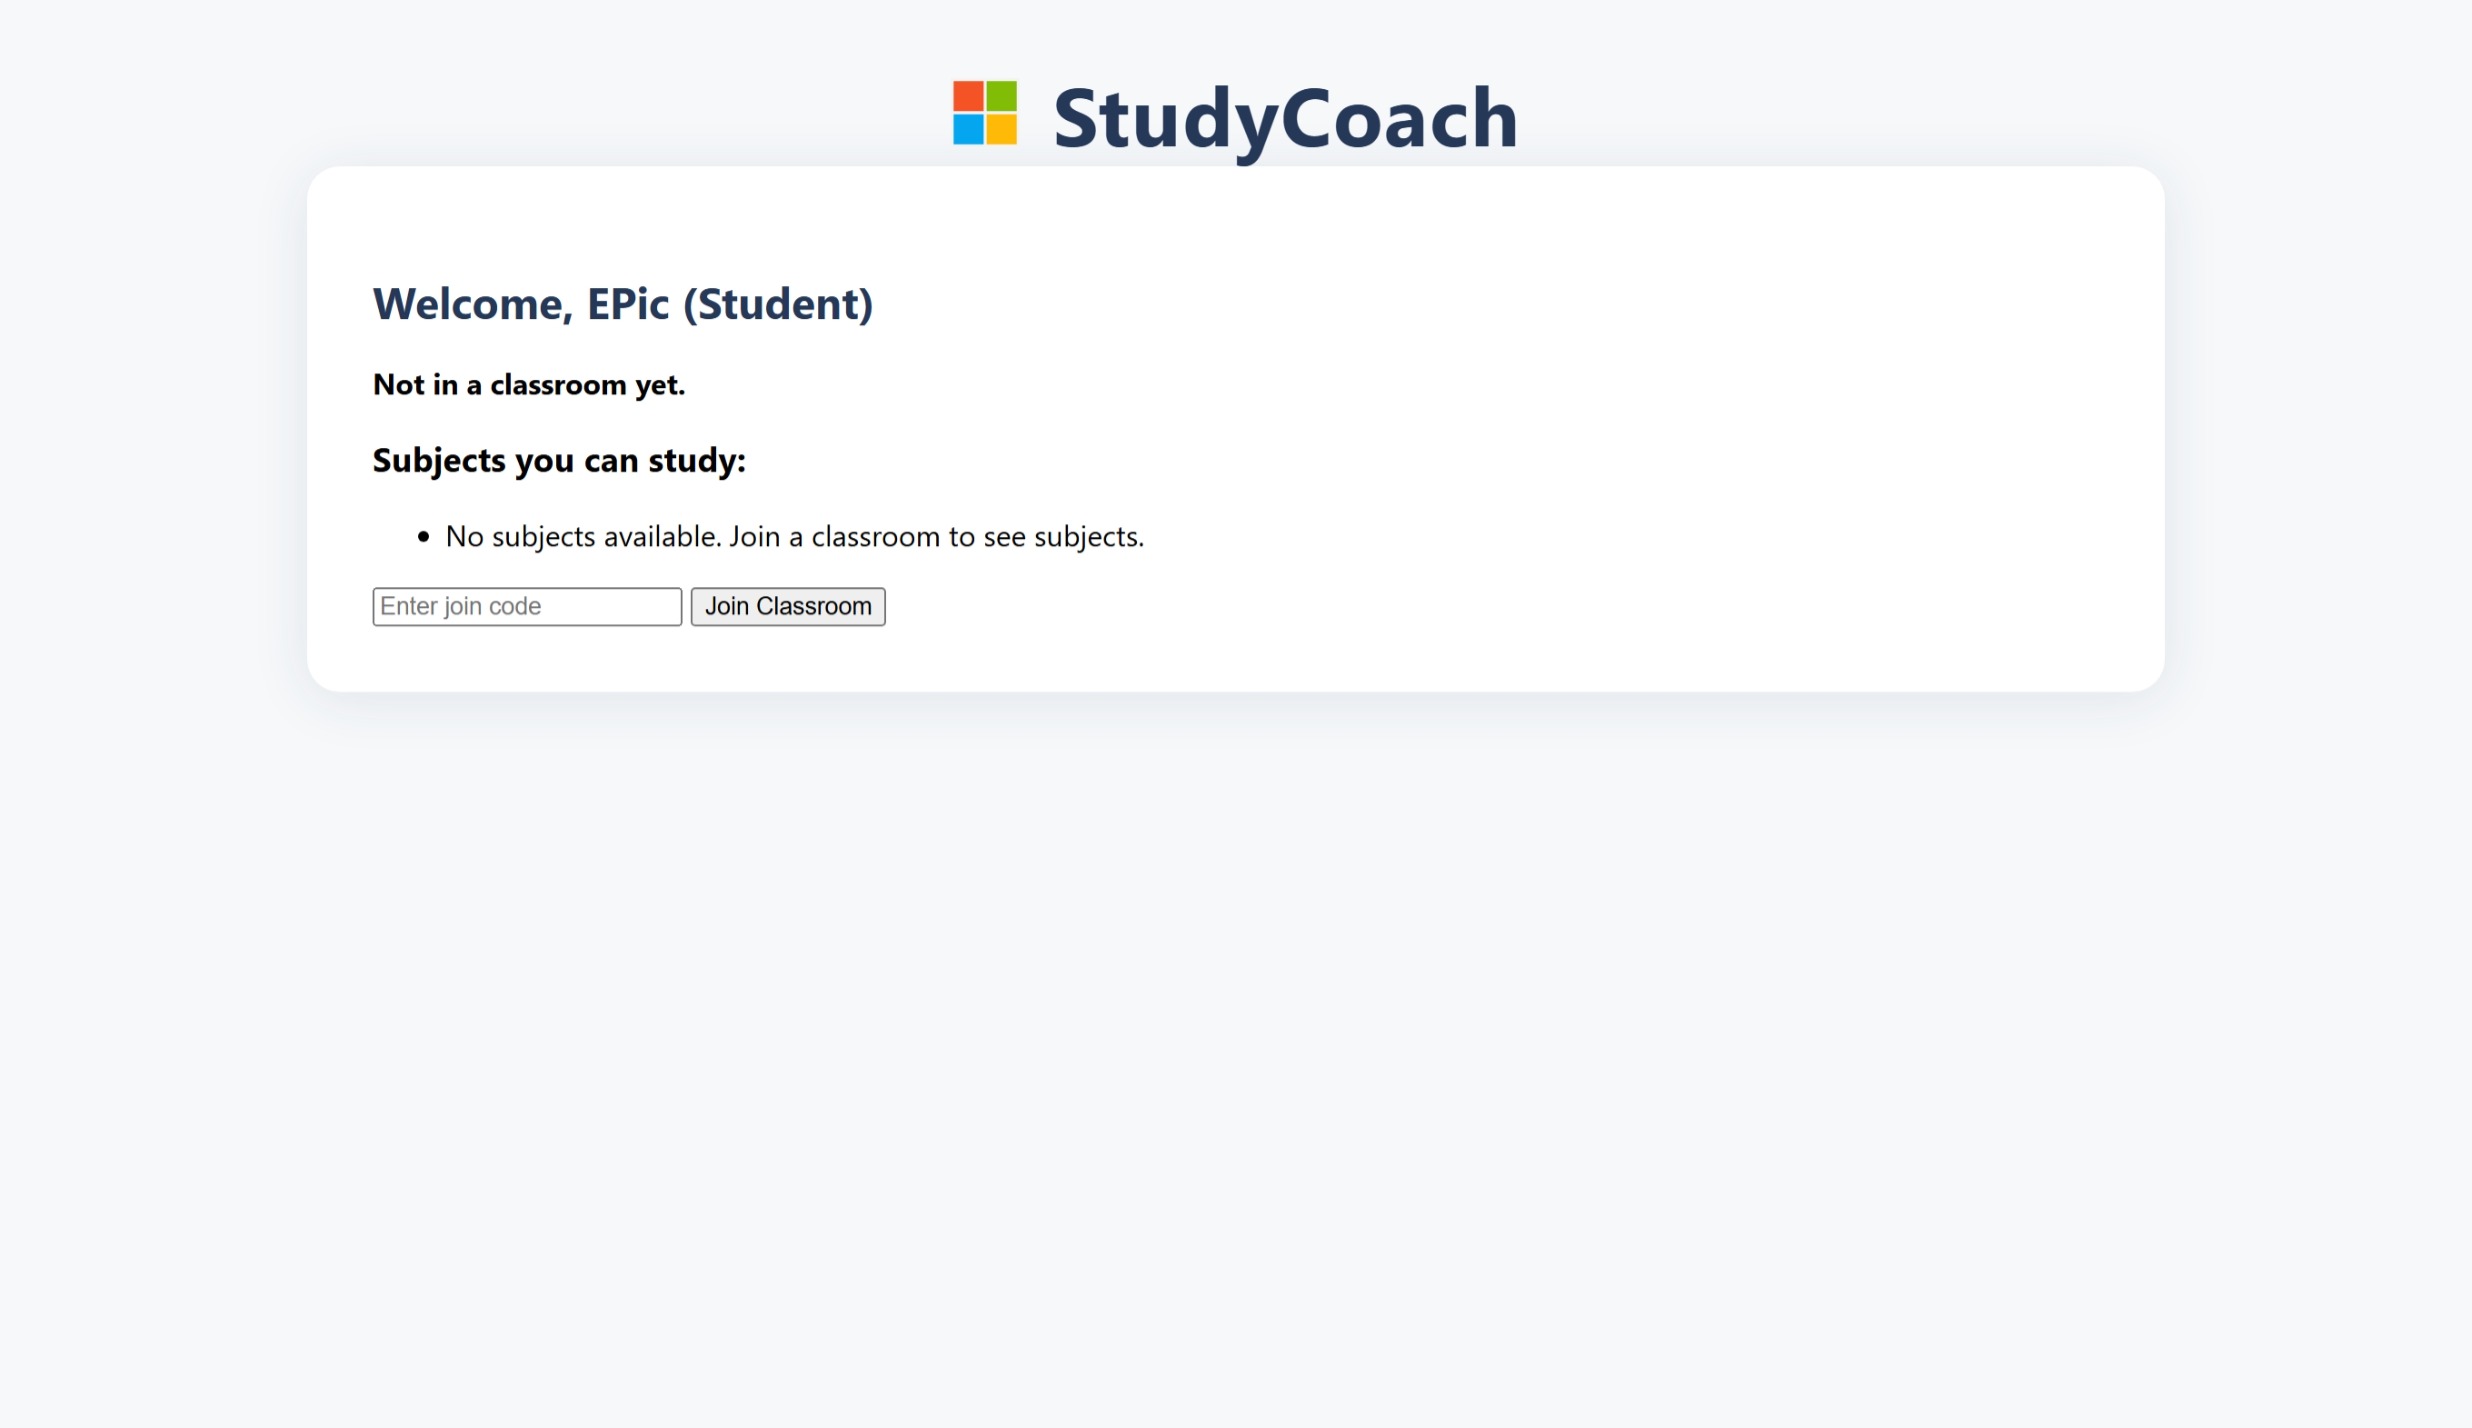 StudyCoach
Welcome, EPic (Student)
Not in a classroom yet.
Subjects you can study:
No subjects available. Join a classroom to see subjects.
Enter join code Join Classroom